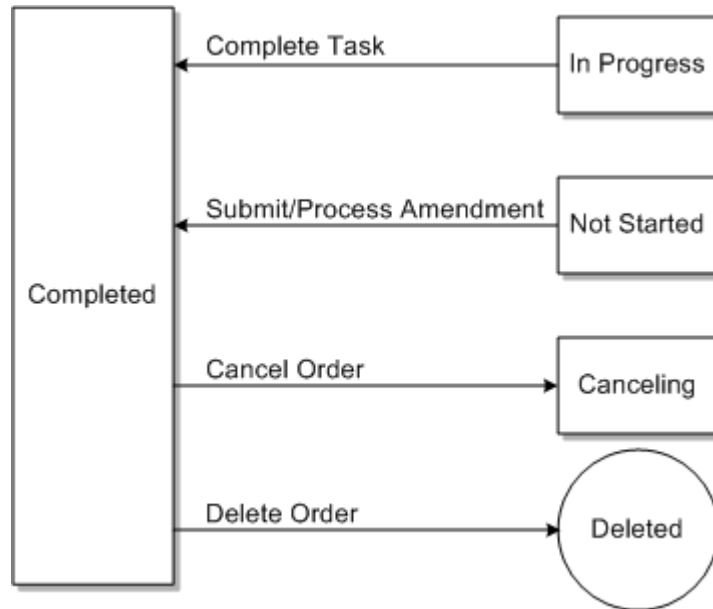 Complete Task
In Progress
Submit/Process Amendment
Not Started
Completed
Cancel Order
Canceling
Delete Order
Deleted